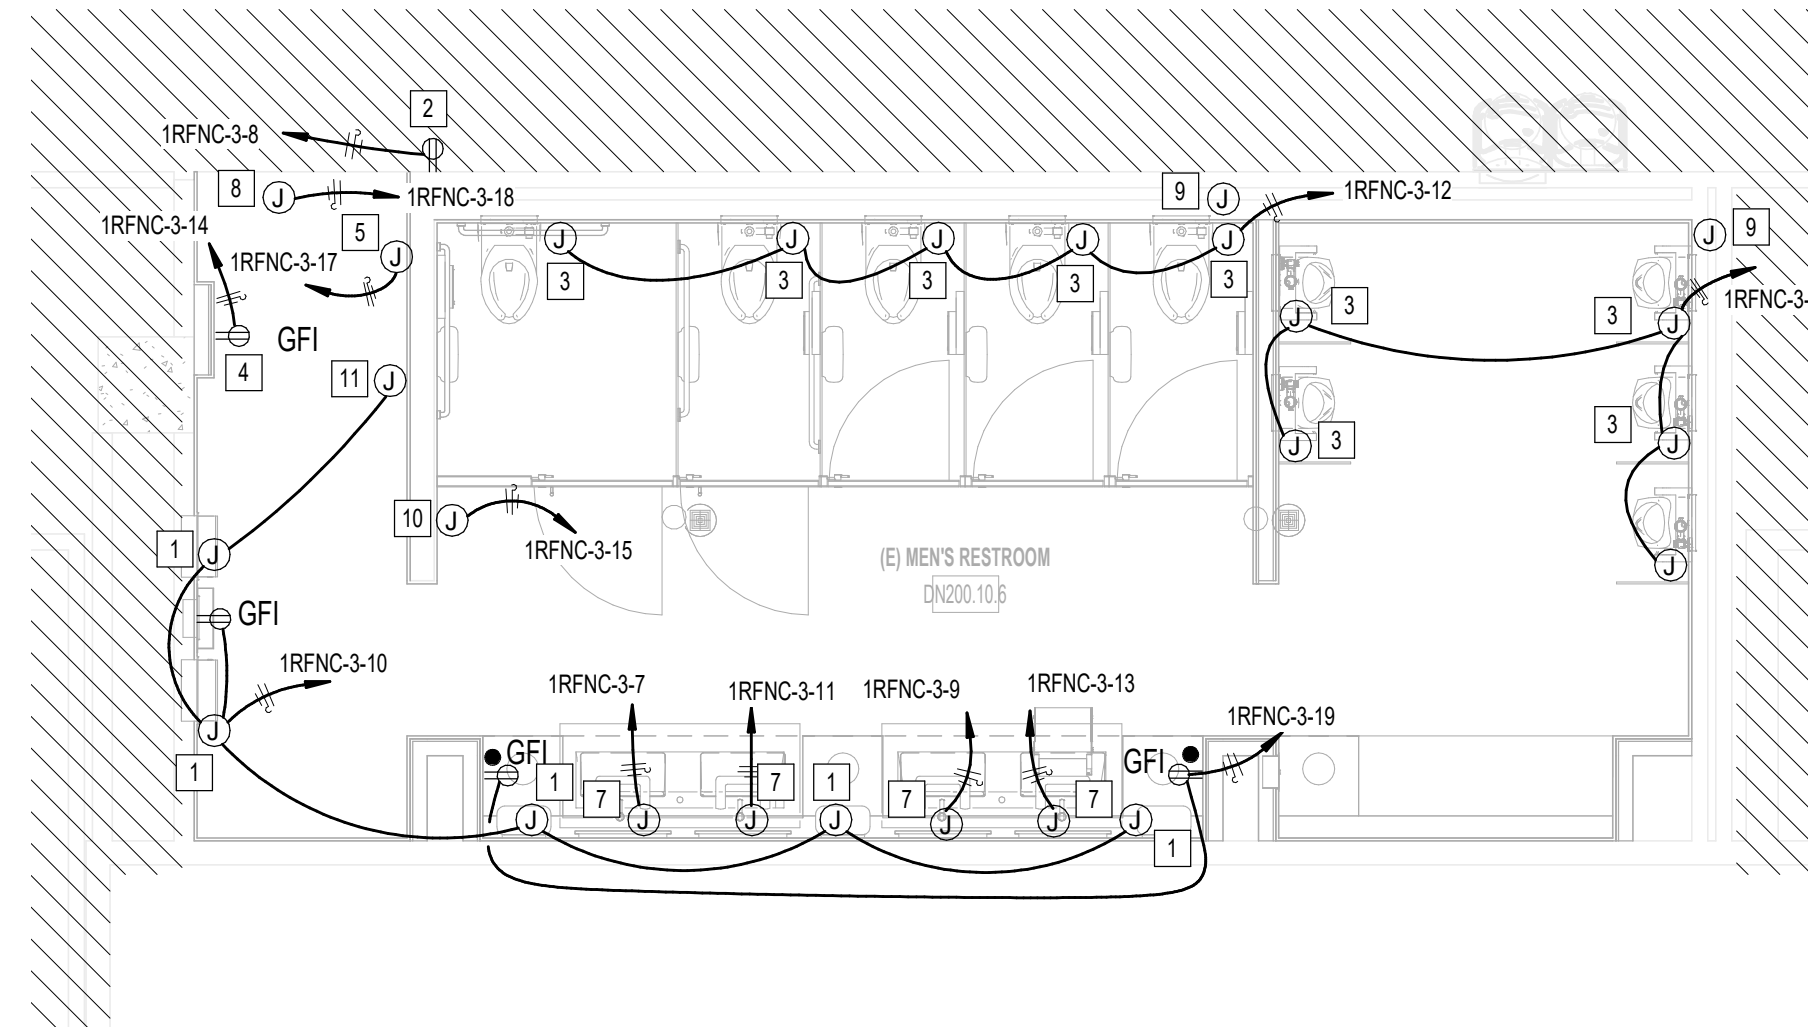 2
1RFNC-3-8
8
J
1RFNC-3-18
9
J
1RFNC-3-12
1RFNC-3-14
5
J
9
J
1RFNC-3-17
J
J
J
J
J
3
3
3
3
3
1RFNC-3-
GFI
4
J
3
3
J
11
J
3
J
3
J
10
J
1RFNC-3-15
1
J
(E) MEN'S RESTROOM
DN200.10.6
J
GFI
1RFNC-3-10
J
1
1RFNC-3-7
1RFNC-3-11
1RFNC-3-9
1RFNC-3-13
1RFNC-3-19
GFI
GFI
1
7
7
1
7
7
J
J
J
J
J
J
J
1